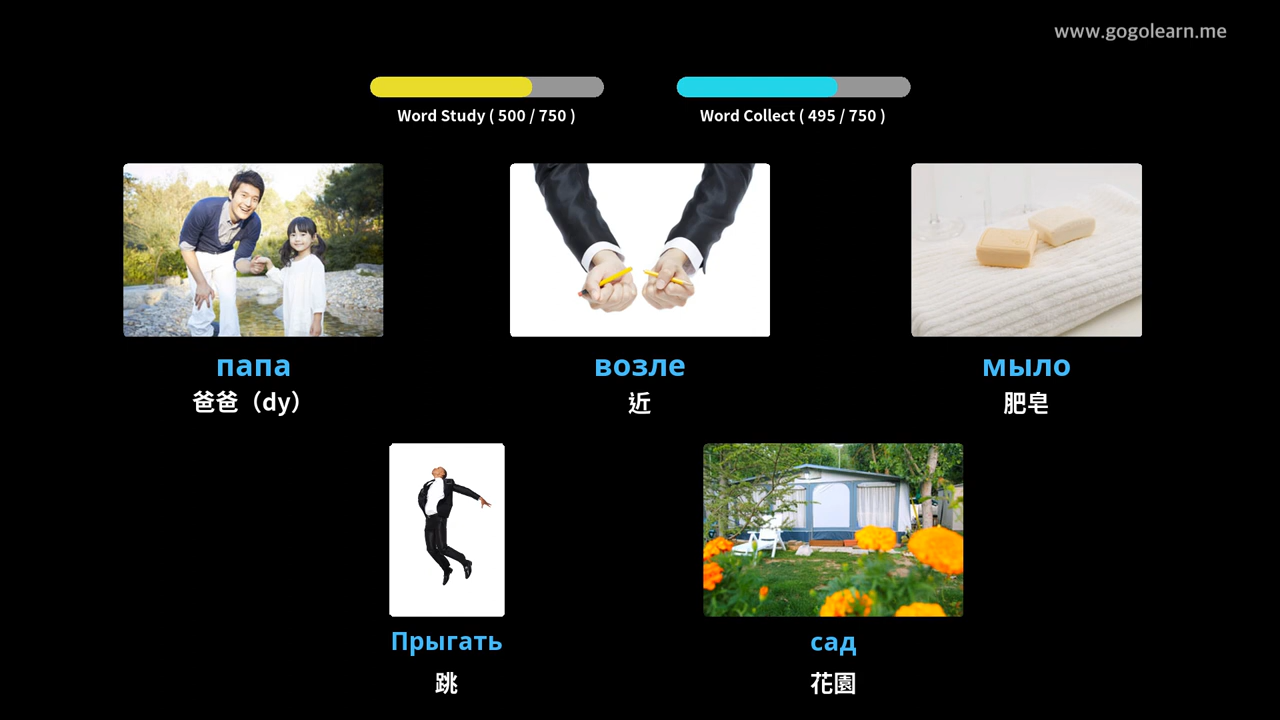 www.gogolearn.me
Word Study ( 500 / 750 )
Word Collect ( 495 / 750 )
папа
爸爸（dy）
возле
近
мыло
肥皂
Прыгать
跳
сад
花園